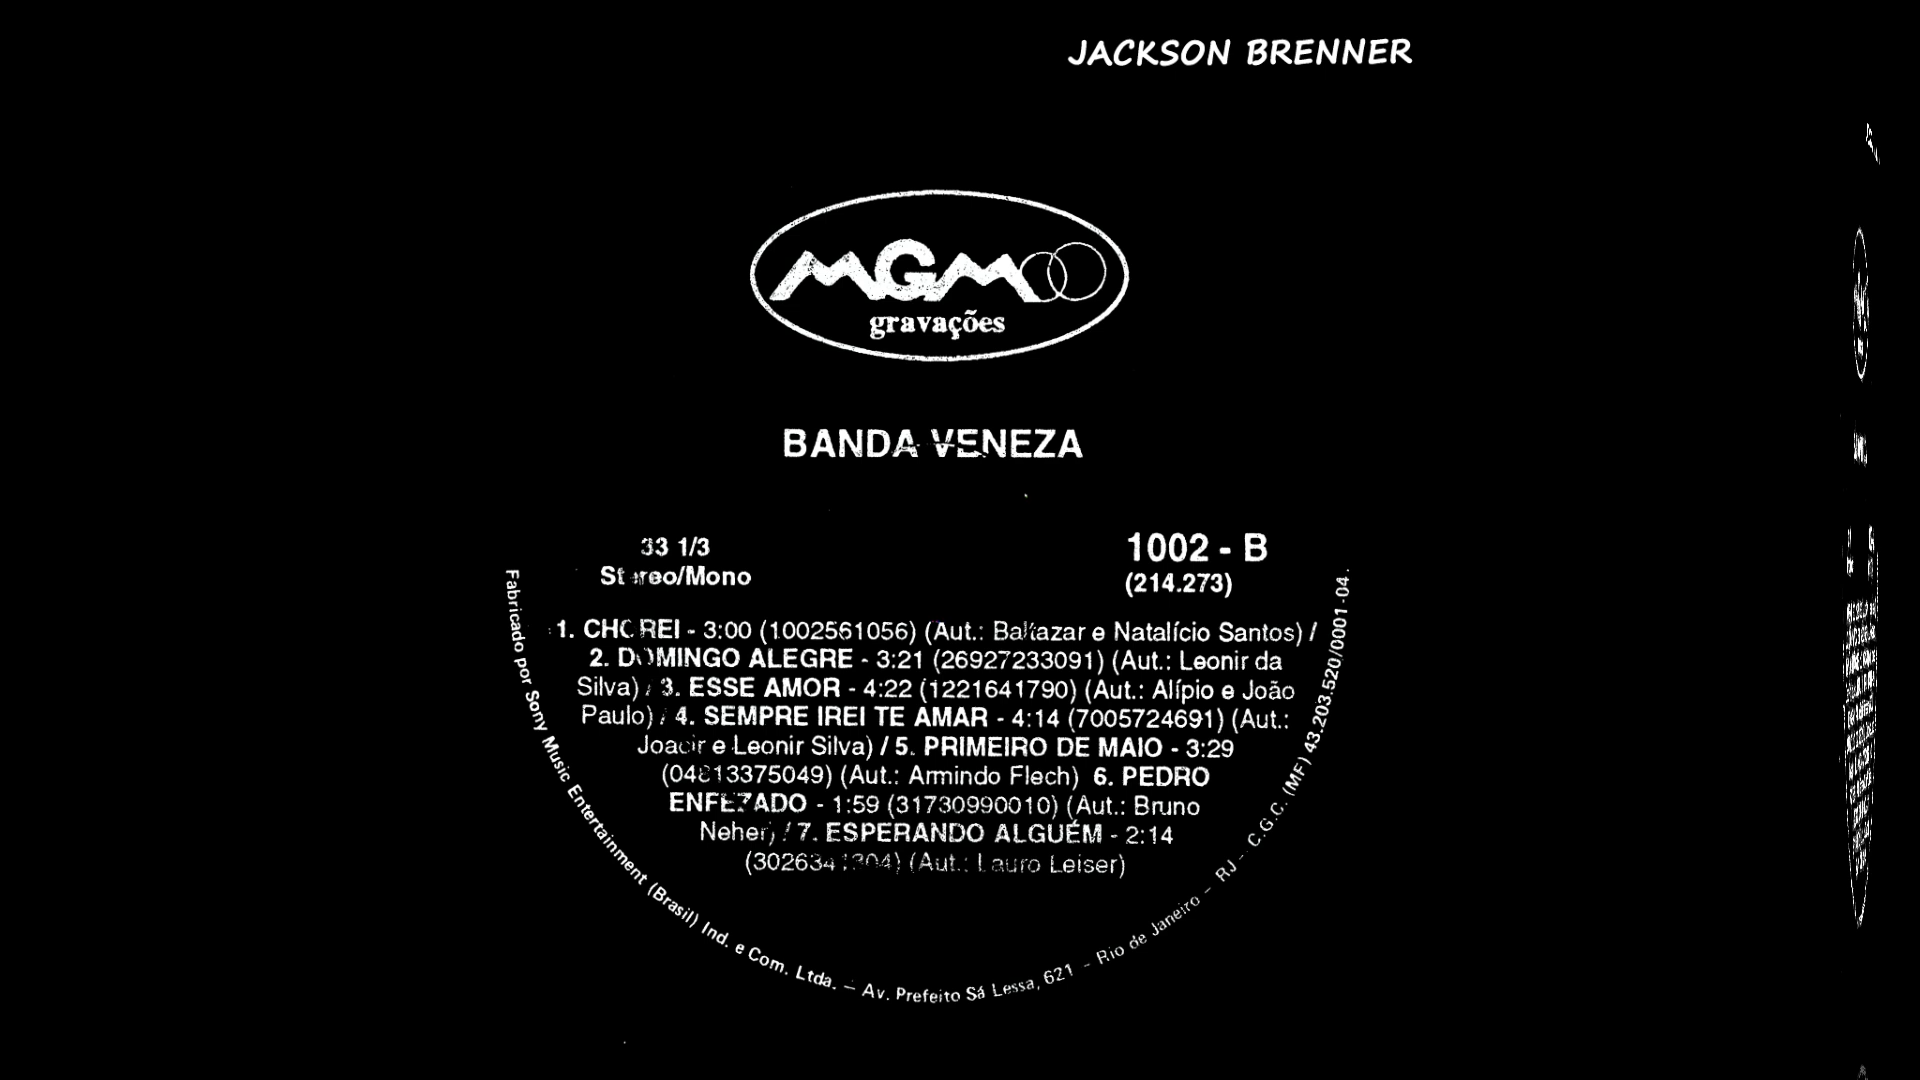 JACKSON BRENNER
MGM
gravações
BANDA VENEZA
33 1/3
Stereo/Mono
1002 - B
(214.273)
1. CHOREI - 3:00 (1002561056) (Aut.: Baltazar e Natalício Santos) /
2. DOMINGO ALEGRE - 3:21 (26927233091) (Aut.: Leonir da
Silva) / 3. ESSE AMOR - 4:22 (1221641790) (Aut.: Alípio e João
Paulo) / 4. SEMPRE IREI TE AMAR - 4:14 (7005724691) (Aut.:
Joacir e Leonir Silva) / 5. PRIMEIRO DE MAIO - 3:29
(04813375049) (Aut.: Armindo Flech) 6. PEDRO
ENFEZADO - 1:59 (31730990010) (Aut.: Bruno
Neher) / 7. ESPERANDO ALGUÉM - 2:14
(Aut.: Lauro Leiser)
Fabricado por Sony Music Entertainment (Brasil) Ind. e Com. Ltda. – Av. Prefeito Sá Lessa, 621 - Rio de Janeiro - RJ - C.G.C. (MF) 43.203.520/0001-04.